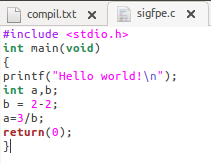 compil.txt × sigfpe.c ×
#include <stdio.h>
int main(void)
{
printf("Hello world!\n");
int a,b;
b = 2-2;
a=3/b;
return(0);
}